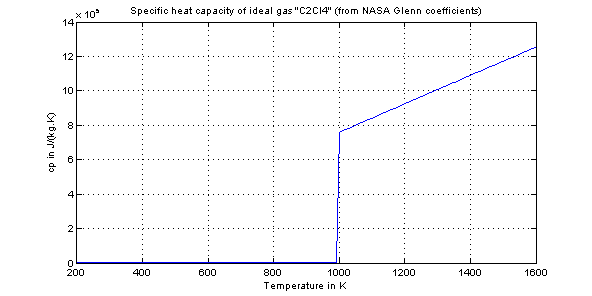 Specific heat capacity of ideal gas "C2Cl4" (from NASA Glenn coefficients)
14 × 10⁵
12
10
8
6
4
2
0
cp in J/(kg.K)
200 400 600 800 1000 1200 1400 1600
Temperature in K